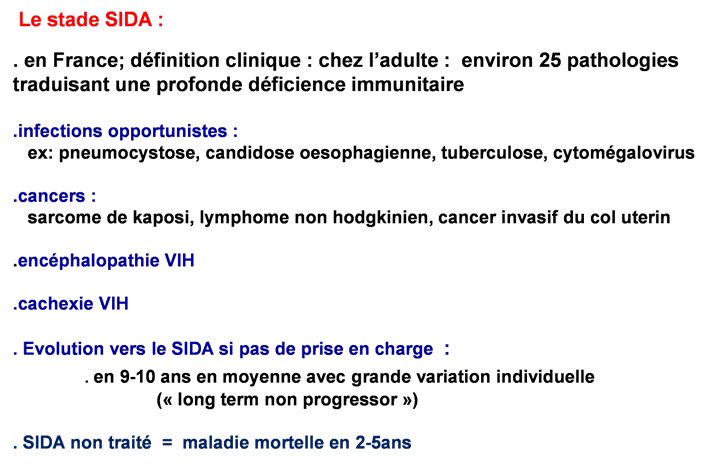 Le stade SIDA :
. en France; définition clinique : chez l’adulte : environ 25 pathologies
traduisant une profonde déficience immunitaire
.infections opportunistes :
ex: pneumocystose, candidose oesophagienne, tuberculose, cytomégalovirus
.cancers :
sarcome de kaposi, lymphome non hodgkinien, cancer invasif du col uterin
.encéphalopathie VIH
.cachexie VIH
. Evolution vers le SIDA si pas de prise en charge :
. en 9-10 ans en moyenne avec grande variation individuelle
(« long term non progressor »)
. SIDA non traité = maladie mortelle en 2-5ans